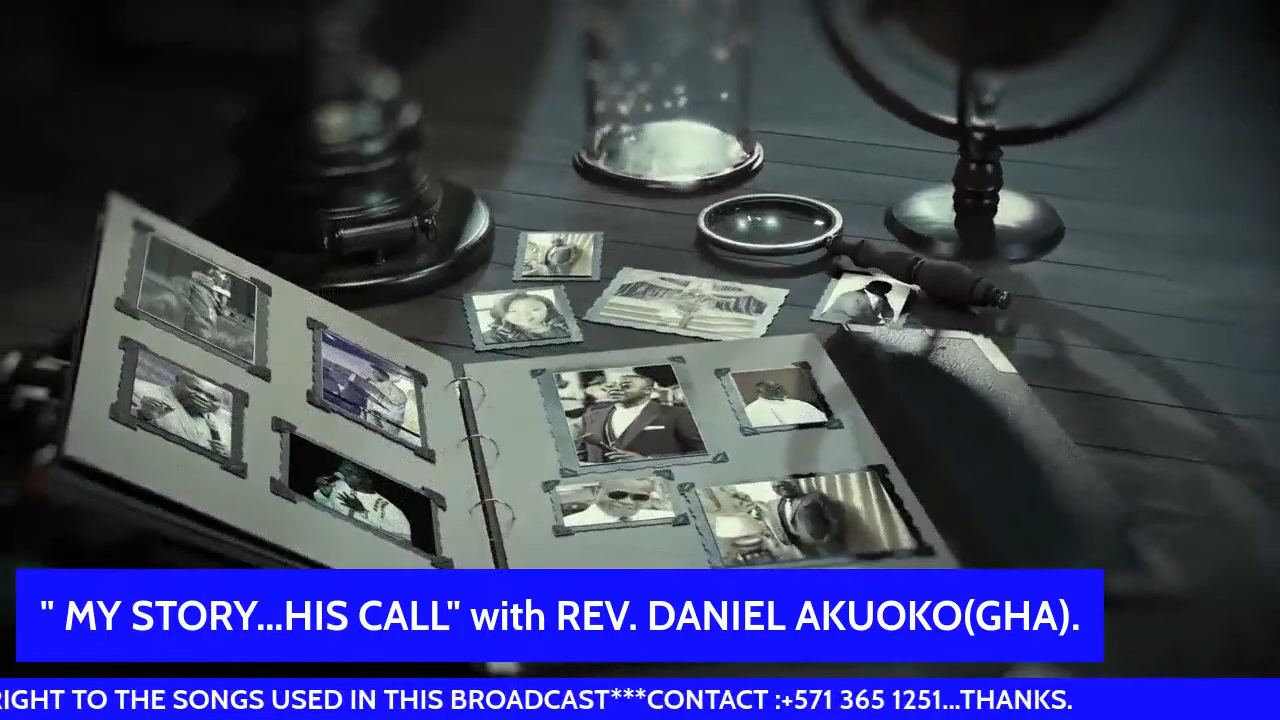 " MY STORY...HIS CALL" with REV. DANIEL AKUOKO(GHA).
RIGHT TO THE SONGS USED IN THIS BROADCAST***CONTACT :+571 365 1251...THANKS.